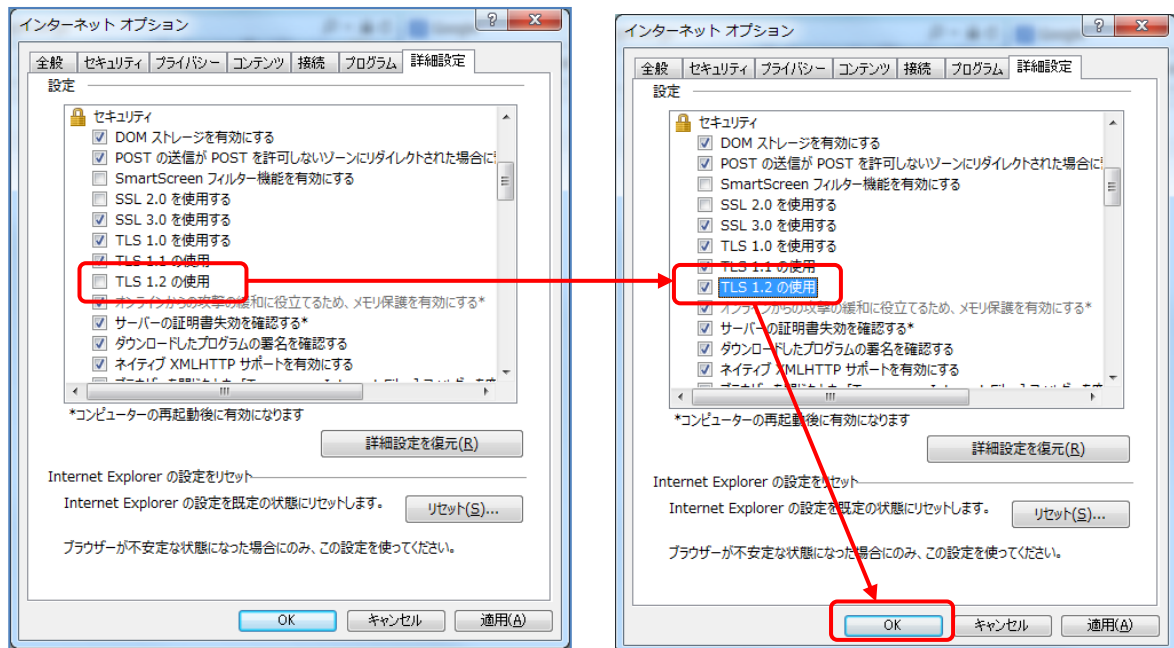 インターネット オプション
全般 セキュリティ プライバシー コンテンツ 接続 プログラム 詳細設定
設定
セキュリティ
DOM ストレージを有効にする
POST の送信が POST を許可しないゾーンにリダイレクトされた場合に
SmartScreen フィルター機能を有効にする
SSL 2.0 を使用する
SSL 3.0 を使用する
TLS 1.0 を使用する
TLS 1.1 の使用
TLS 1.2 の使用
オンラインからの攻撃の緩和に役立てるため、メモリ保護を有効にする*
サーバーの証明書失効を確認する*
ダウンロードしたプログラムの署名を確認する
ネイティブ XMLHTTP サポートを有効にする
*コンピューターの再起動後に有効になります
詳細設定を復元(R)
Internet Explorer の設定をリセット
Internet Explorer の設定を既定の状態にリセットします。
リセット(S)...
ブラウザーが不安定な状態になった場合にのみ、この設定を使ってください。
OK キャンセル 適用(A)
インターネット オプション
全般 セキュリティ プライバシー コンテンツ 接続 プログラム 詳細設定
設定
セキュリティ
DOM ストレージを有効にする
POST の送信が POST を許可しないゾーンにリダイレクトされた場合に
SmartScreen フィルター機能を有効にする
SSL 2.0 を使用する
SSL 3.0 を使用する
TLS 1.0 を使用する
TLS 1.1 の使用
TLS 1.2 の使用
オンラインからの攻撃の緩和に役立てるため、メモリ保護を有効にする*
サーバーの証明書失効を確認する*
ダウンロードしたプログラムの署名を確認する
ネイティブ XMLHTTP サポートを有効にする
*コンピューターの再起動後に有効になります
詳細設定を復元(R)
Internet Explorer の設定をリセット
Internet Explorer の設定を既定の状態にリセットします。
リセット(S)...
ブラウザーが不安定な状態になった場合にのみ、この設定を使ってください。
OK キャンセル 適用(A)